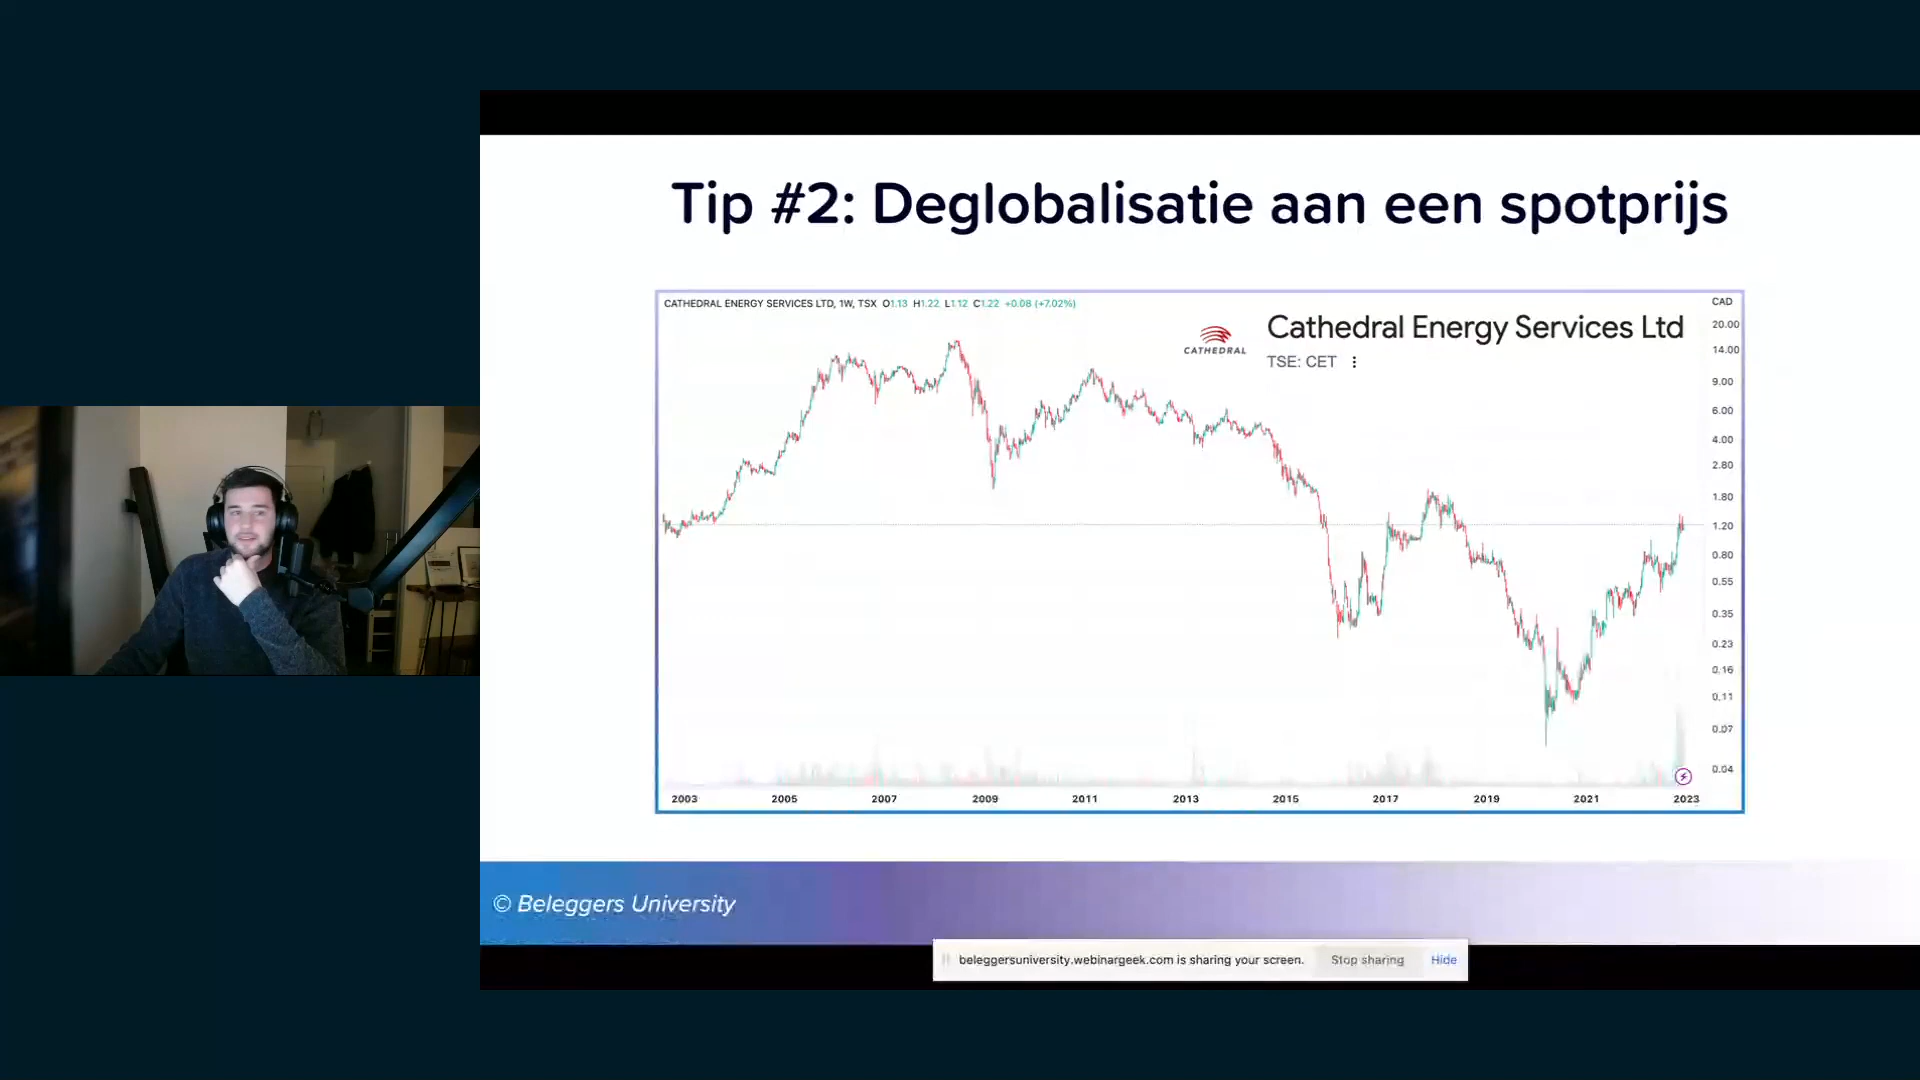 Tip #2: Deglobalisatie aan een spotprijs
CATHEDRAL ENERGY SERVICES LTD, 1W, TSX O1.13 H1.22 L1.12 C1.22 +0.08 (+7.02%)
CAD
CATHEDRAL
Cathedral Energy Services Ltd
TSE: CET
20.00
14.00
9.00
6.00
4.00
2.80
1.80
1.20
0.80
0.55
0.35
0.23
0.16
0.11
0.07
0.04
2003 2005 2007 2009 2011 2013 2015 2017 2019 2021 2023
© Beleggers University
beleggersuniversity.webinargeek.com is sharing your screen. Stop sharing Hide